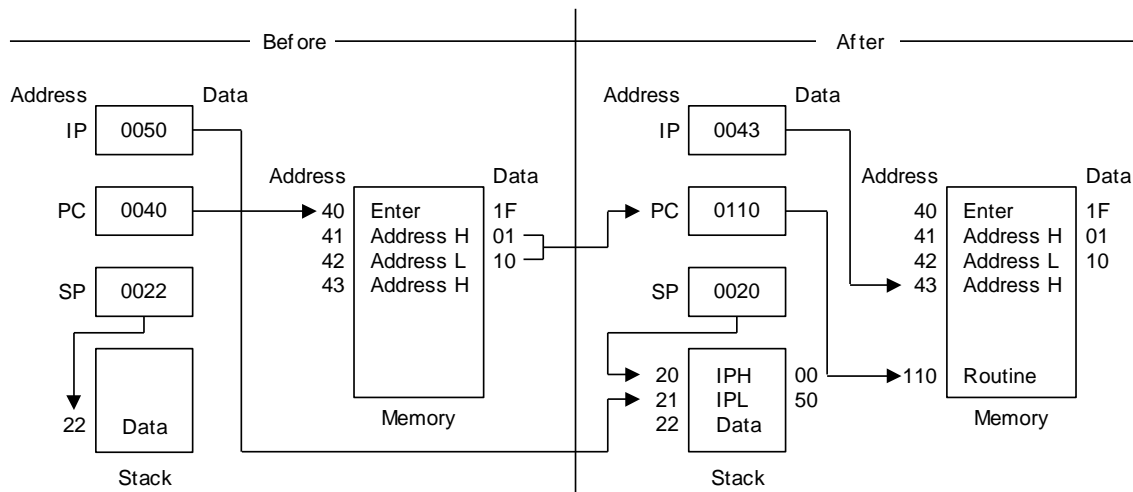 Before
Address Data
IP 0050
PC 0040
SP 0022
22 Data
Stack
Address Data
40 Enter 1F
41 Address H 01
42 Address L 10
43 Address H
Memory
After
Address Data
IP 0043
PC 0110
SP 0020
20 IPH 00
21 IPL 50
22 Data
Stack
Address Data
40 Enter 1F
41 Address H 01
42 Address L 10
43 Address H
110 Routine
Memory